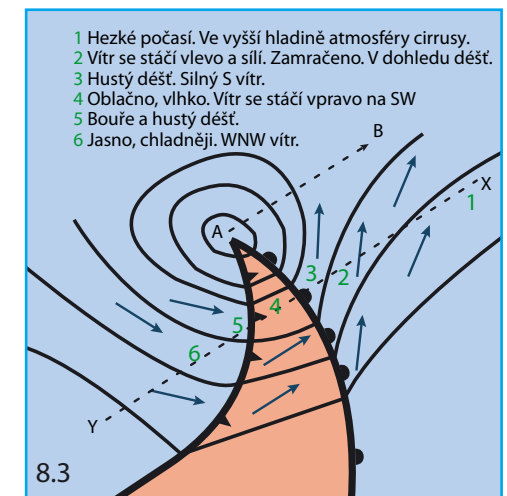 1 Hezké počasí. Ve vyšší hladině atmosféry cirrusy.
2 Vítr se stáčí vlevo a sílí. Zamračeno. V dohledu déšť.
3 Hustý déšť. Silný S vítr.
4 Oblačno, vlhko. Vítr se stáčí vpravo na SW
5 Bouře a hustý déšť.
6 Jasno, chladněji. WNW vítr.
B
X
1
A
3
2
4
5
6
Y
8.3